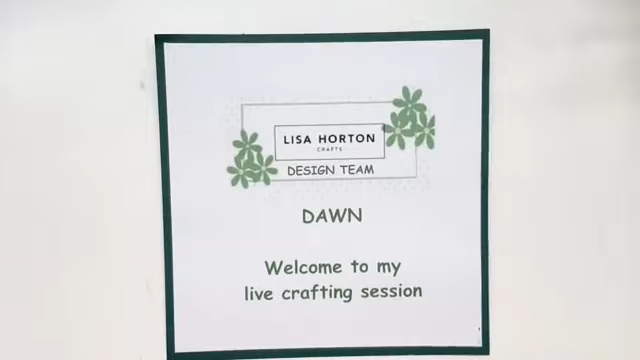 LISA HORTON
CRAFTS
DESIGN TEAM
DAWN
Welcome to my
live crafting session